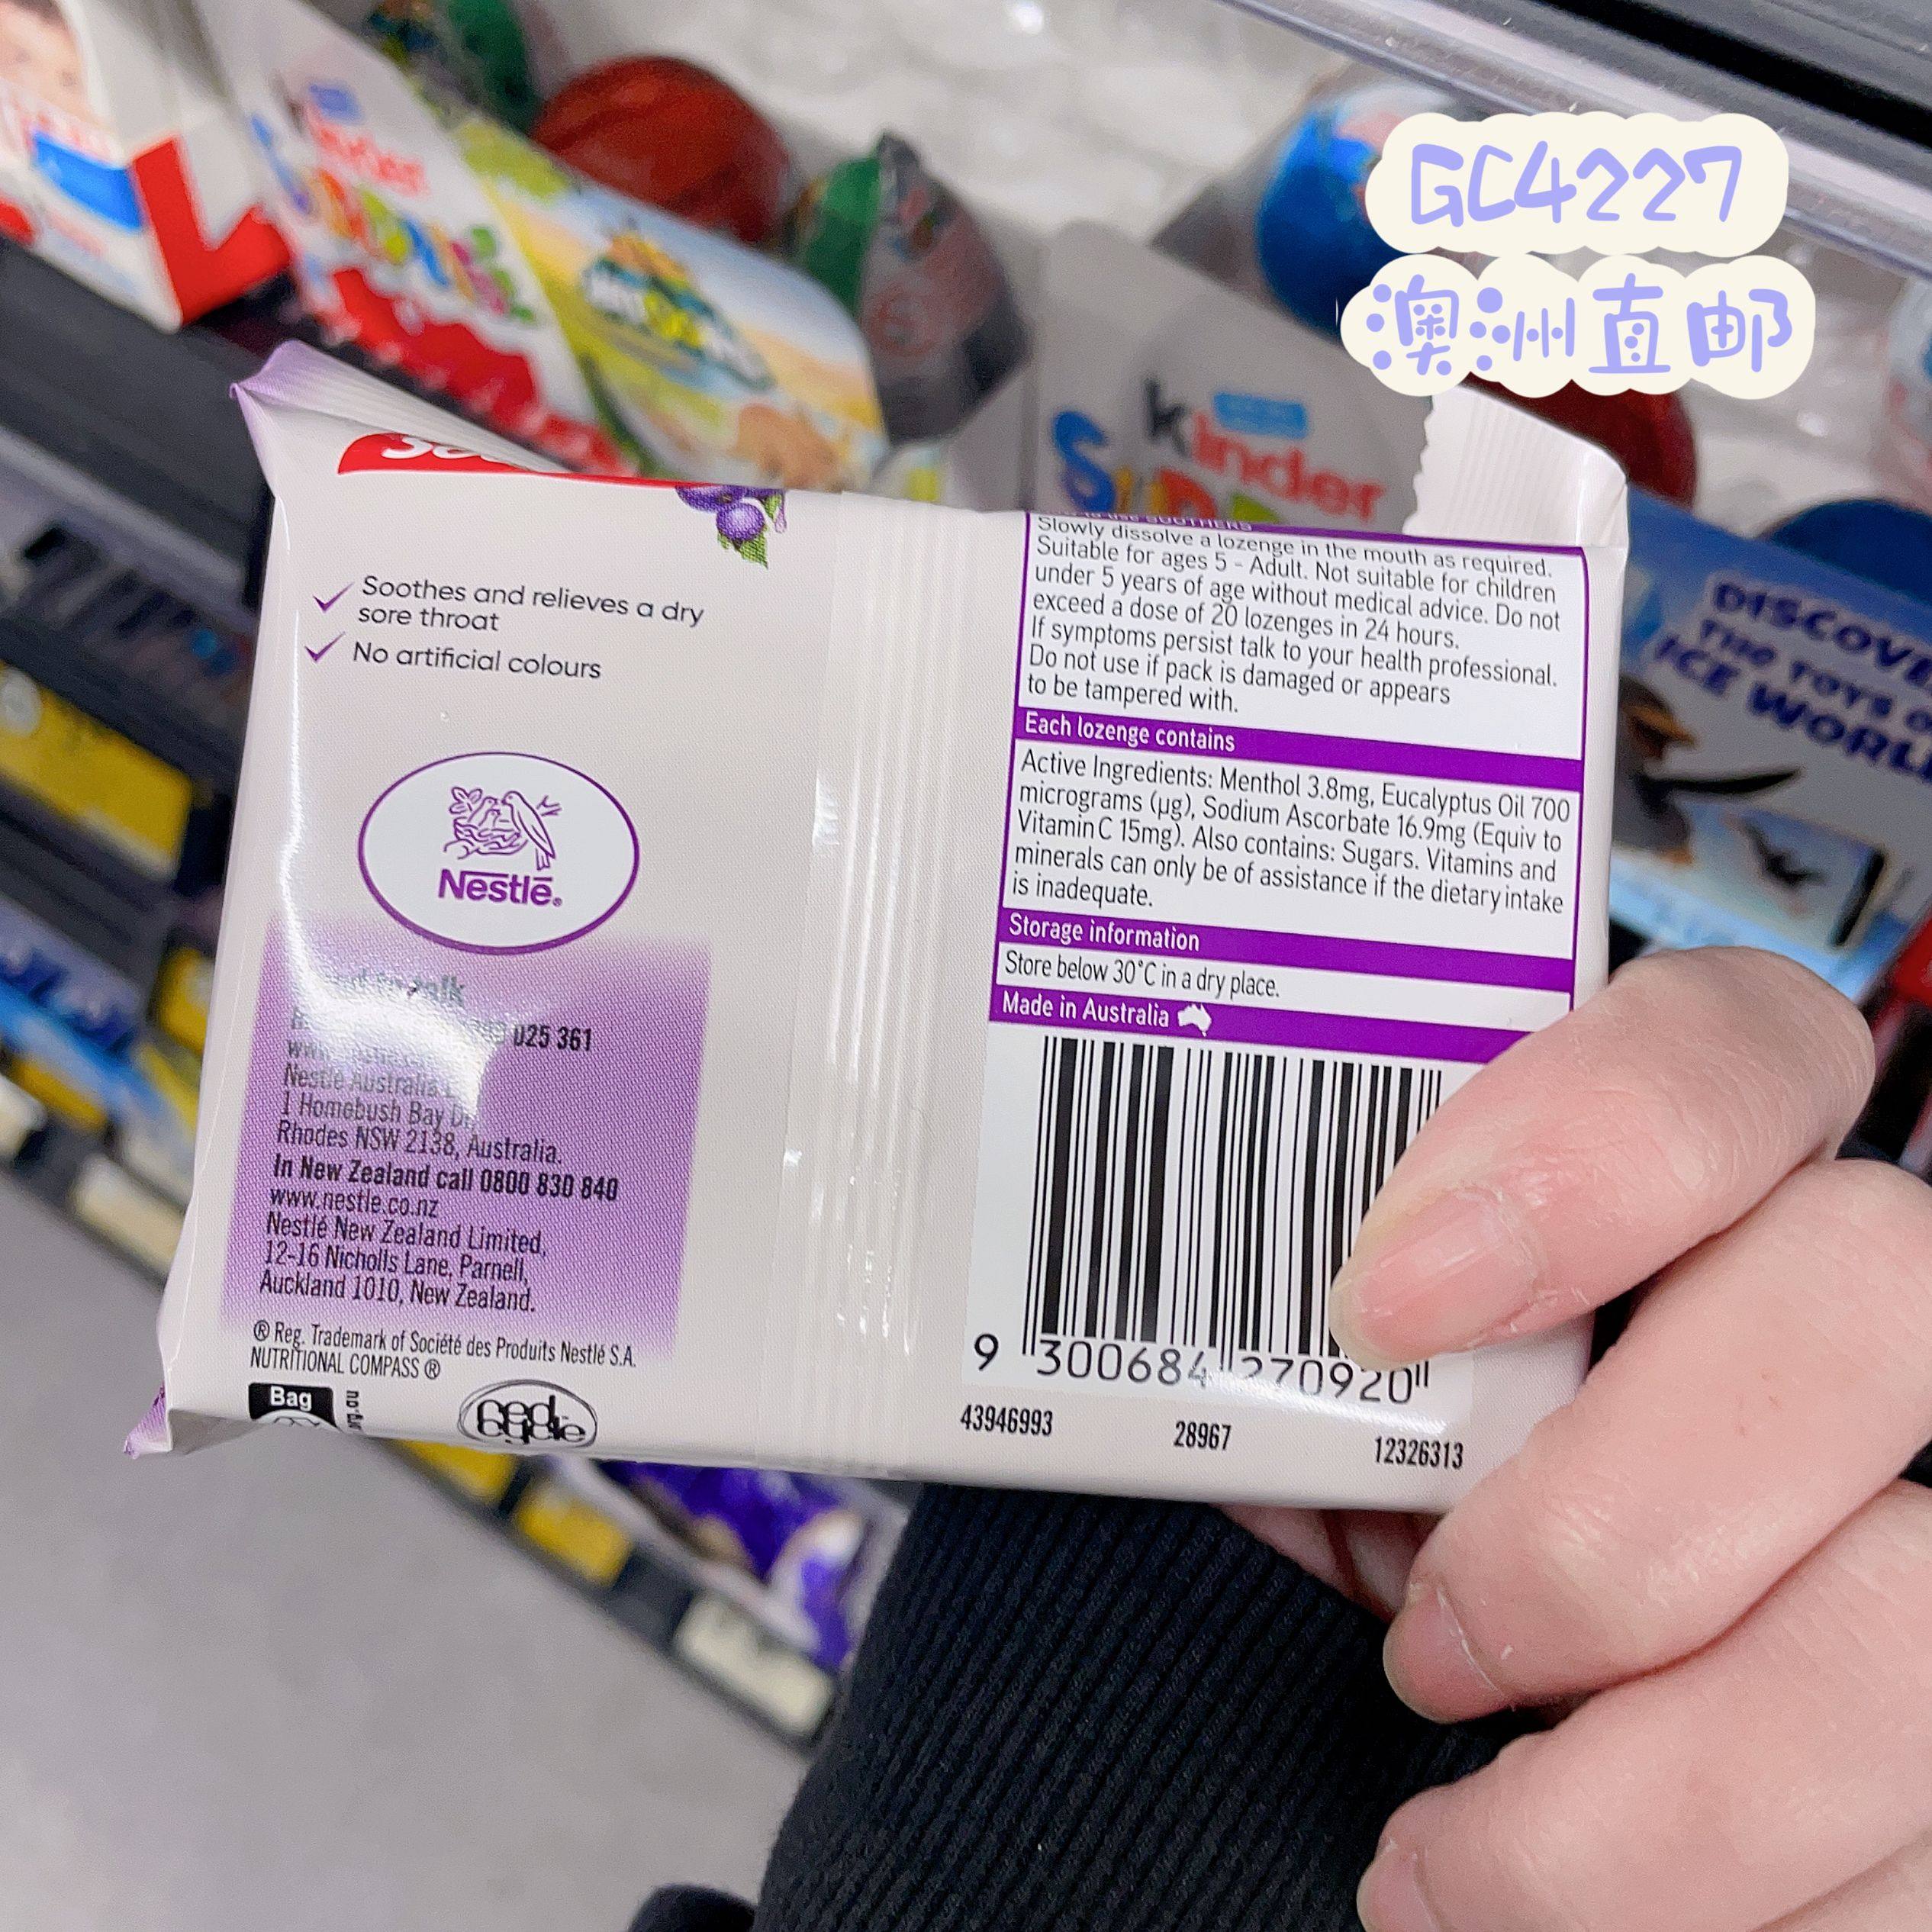 GC4227
澳洲直邮
kinder
kinder
DISCOVE
THE TOYS O
ICE WORL
Soothes and relieves a dry
sore throat
No artificial colours
Nestlé®
025 361
Nestlé Australia
1 Homebush Bay
Rhodes NSW 2138, Australia.
In New Zealand call 0800 830 840
www.nestle.co.nz
Nestlé New Zealand Limited,
12-16 Nicholls Lane, Parnell,
Auckland 1010, New Zealand.
® Reg. Trademark of Société des Produits Nestlé S.A.
NUTRITIONAL COMPASS ®
Bag
redcycle
SOOTHERS
Slowly dissolve a lozenge in the mouth as required.
Suitable for ages 5 - Adult. Not suitable for children
under 5 years of age without medical advice. Do not
exceed a dose of 20 lozenges in 24 hours.
If symptoms persist talk to your health professional.
Do not use if pack is damaged or appears
to be tampered with.
Each lozenge contains
Active Ingredients: Menthol 3.8mg, Eucalyptus Oil 700
micrograms (µg), Sodium Ascorbate 16.9mg (Equiv to
Vitamin C 15mg). Also contains: Sugars. Vitamins and
minerals can only be of assistance if the dietary intake
is inadequate.
Storage information
Store below 30°C in a dry place.
Made in Australia
9 300684 270920
43946993 28967 12326313